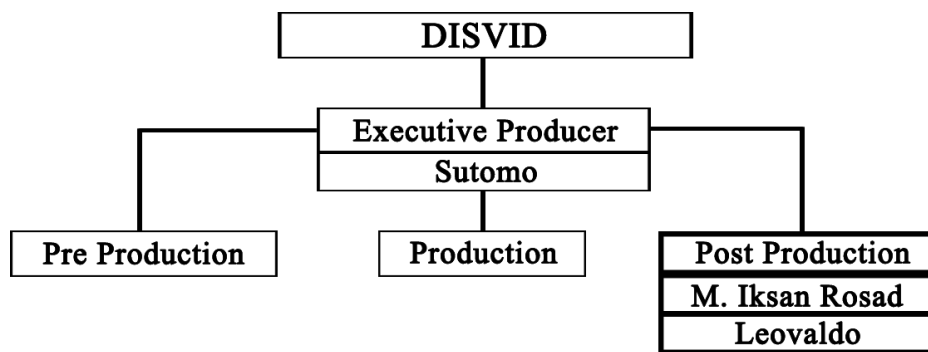 DISVID
Executive Producer
Sutomo
Pre Production
Production
Post Production
M. Iksan Rosad
Leovaldo